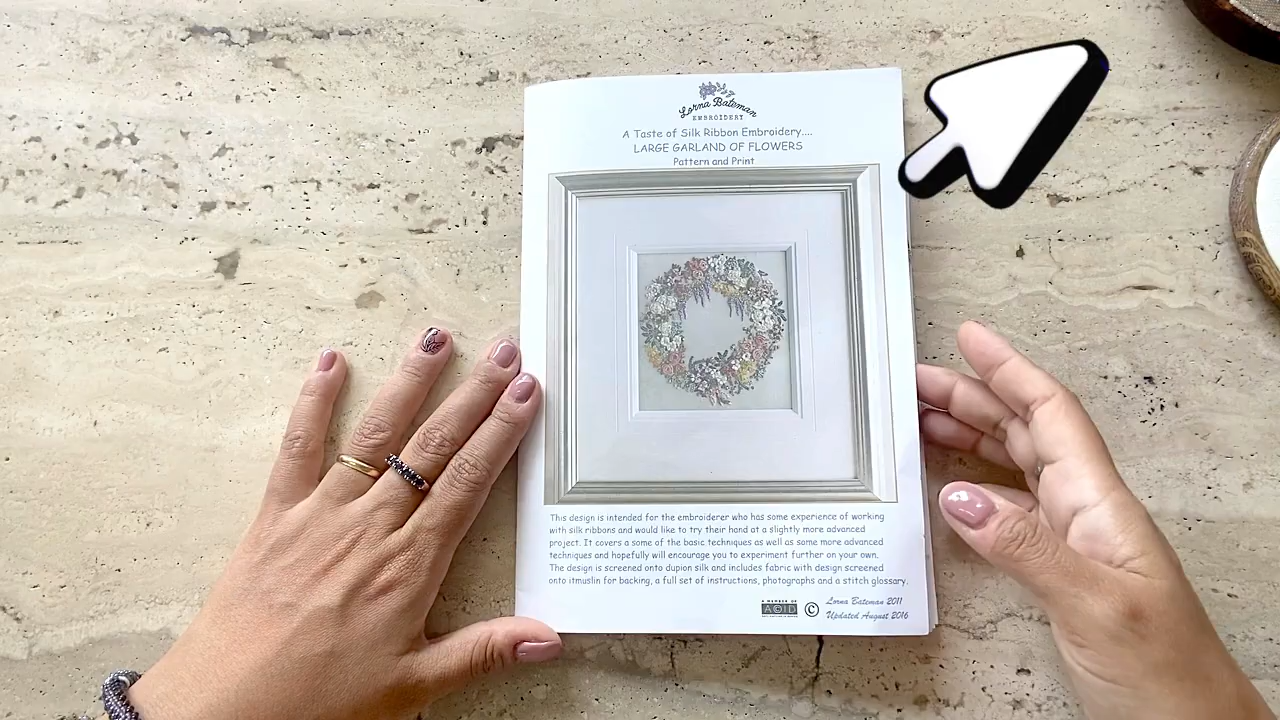 Lorna Bateman
EMBROIDERY
A Taste of Silk Ribbon Embroidery....
LARGE GARLAND OF FLOWERS
Pattern and Print
This design is intended for the embroiderer who has some experience of working
with silk ribbons and would like to try their hand at a slightly more advanced
project. It covers a some of the basic techniques as well as some more advanced
techniques and hopefully will encourage you to experiment further on your own.
The design is screened onto dupion silk and includes fabric with design screened
onto itmuslin for backing, a full set of instructions, photographs and a stitch glossary.
A MEMBER OF
ACID
© Lorna Bateman 2011
Updated August 2016